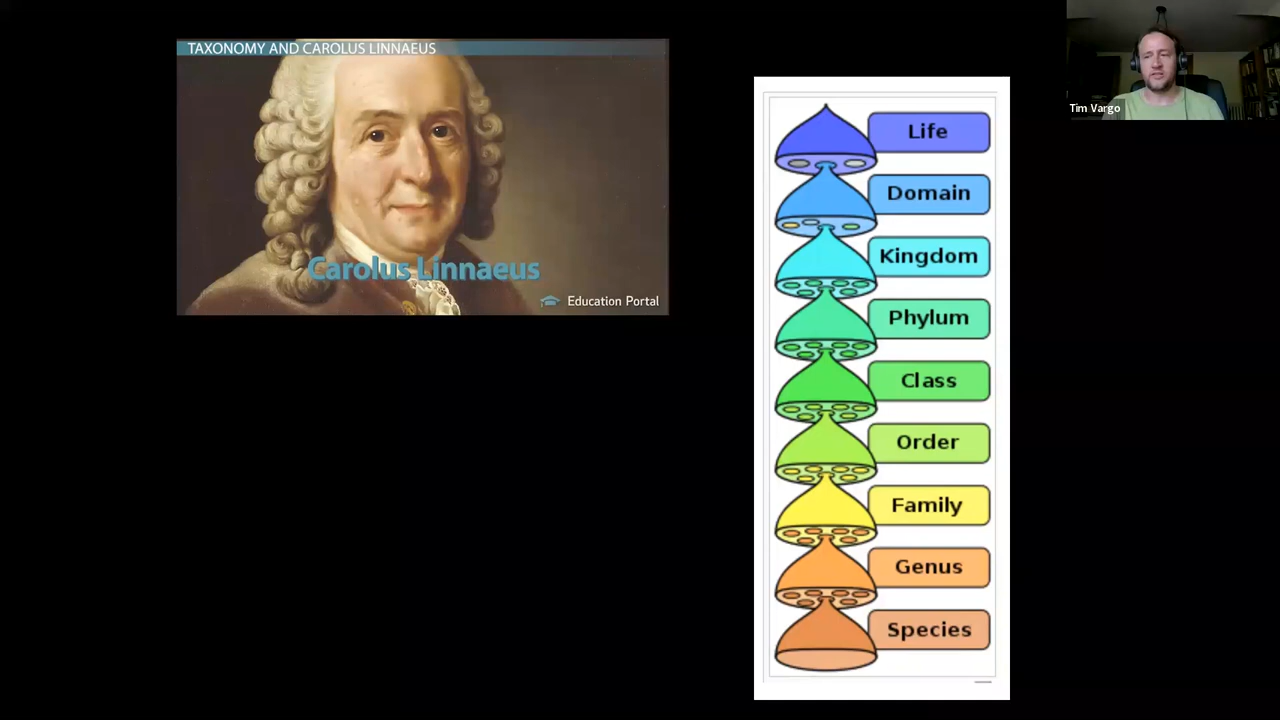 TAXONOMY AND CAROLUS LINNAEUS
Carolus Linnaeus
Education Portal
Life
Domain
Kingdom
Phylum
Class
Order
Family
Genus
Species
Tim Vargo